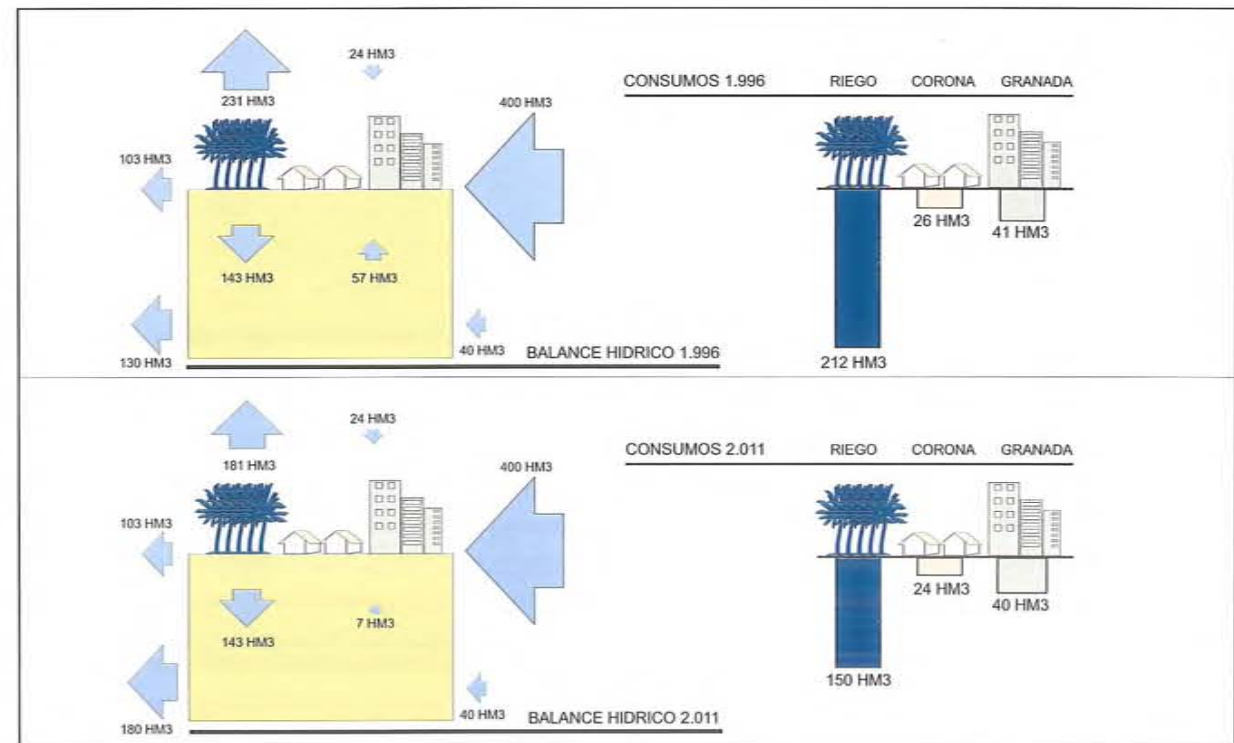 24 HM3
231 HM3
400 HM3
103 HM3
143 HM3
57 HM3
130 HM3
40 HM3
BALANCE HIDRICO 1.996
CONSUMOS 1.996 RIEGO CORONA GRANADA
26 HM3
41 HM3
212 HM3
24 HM3
181 HM3
400 HM3
103 HM3
7 HM3
143 HM3
180 HM3
40 HM3
BALANCE HIDRICO 2.011
CONSUMOS 2.011 RIEGO CORONA GRANADA
24 HM3
40 HM3
150 HM3